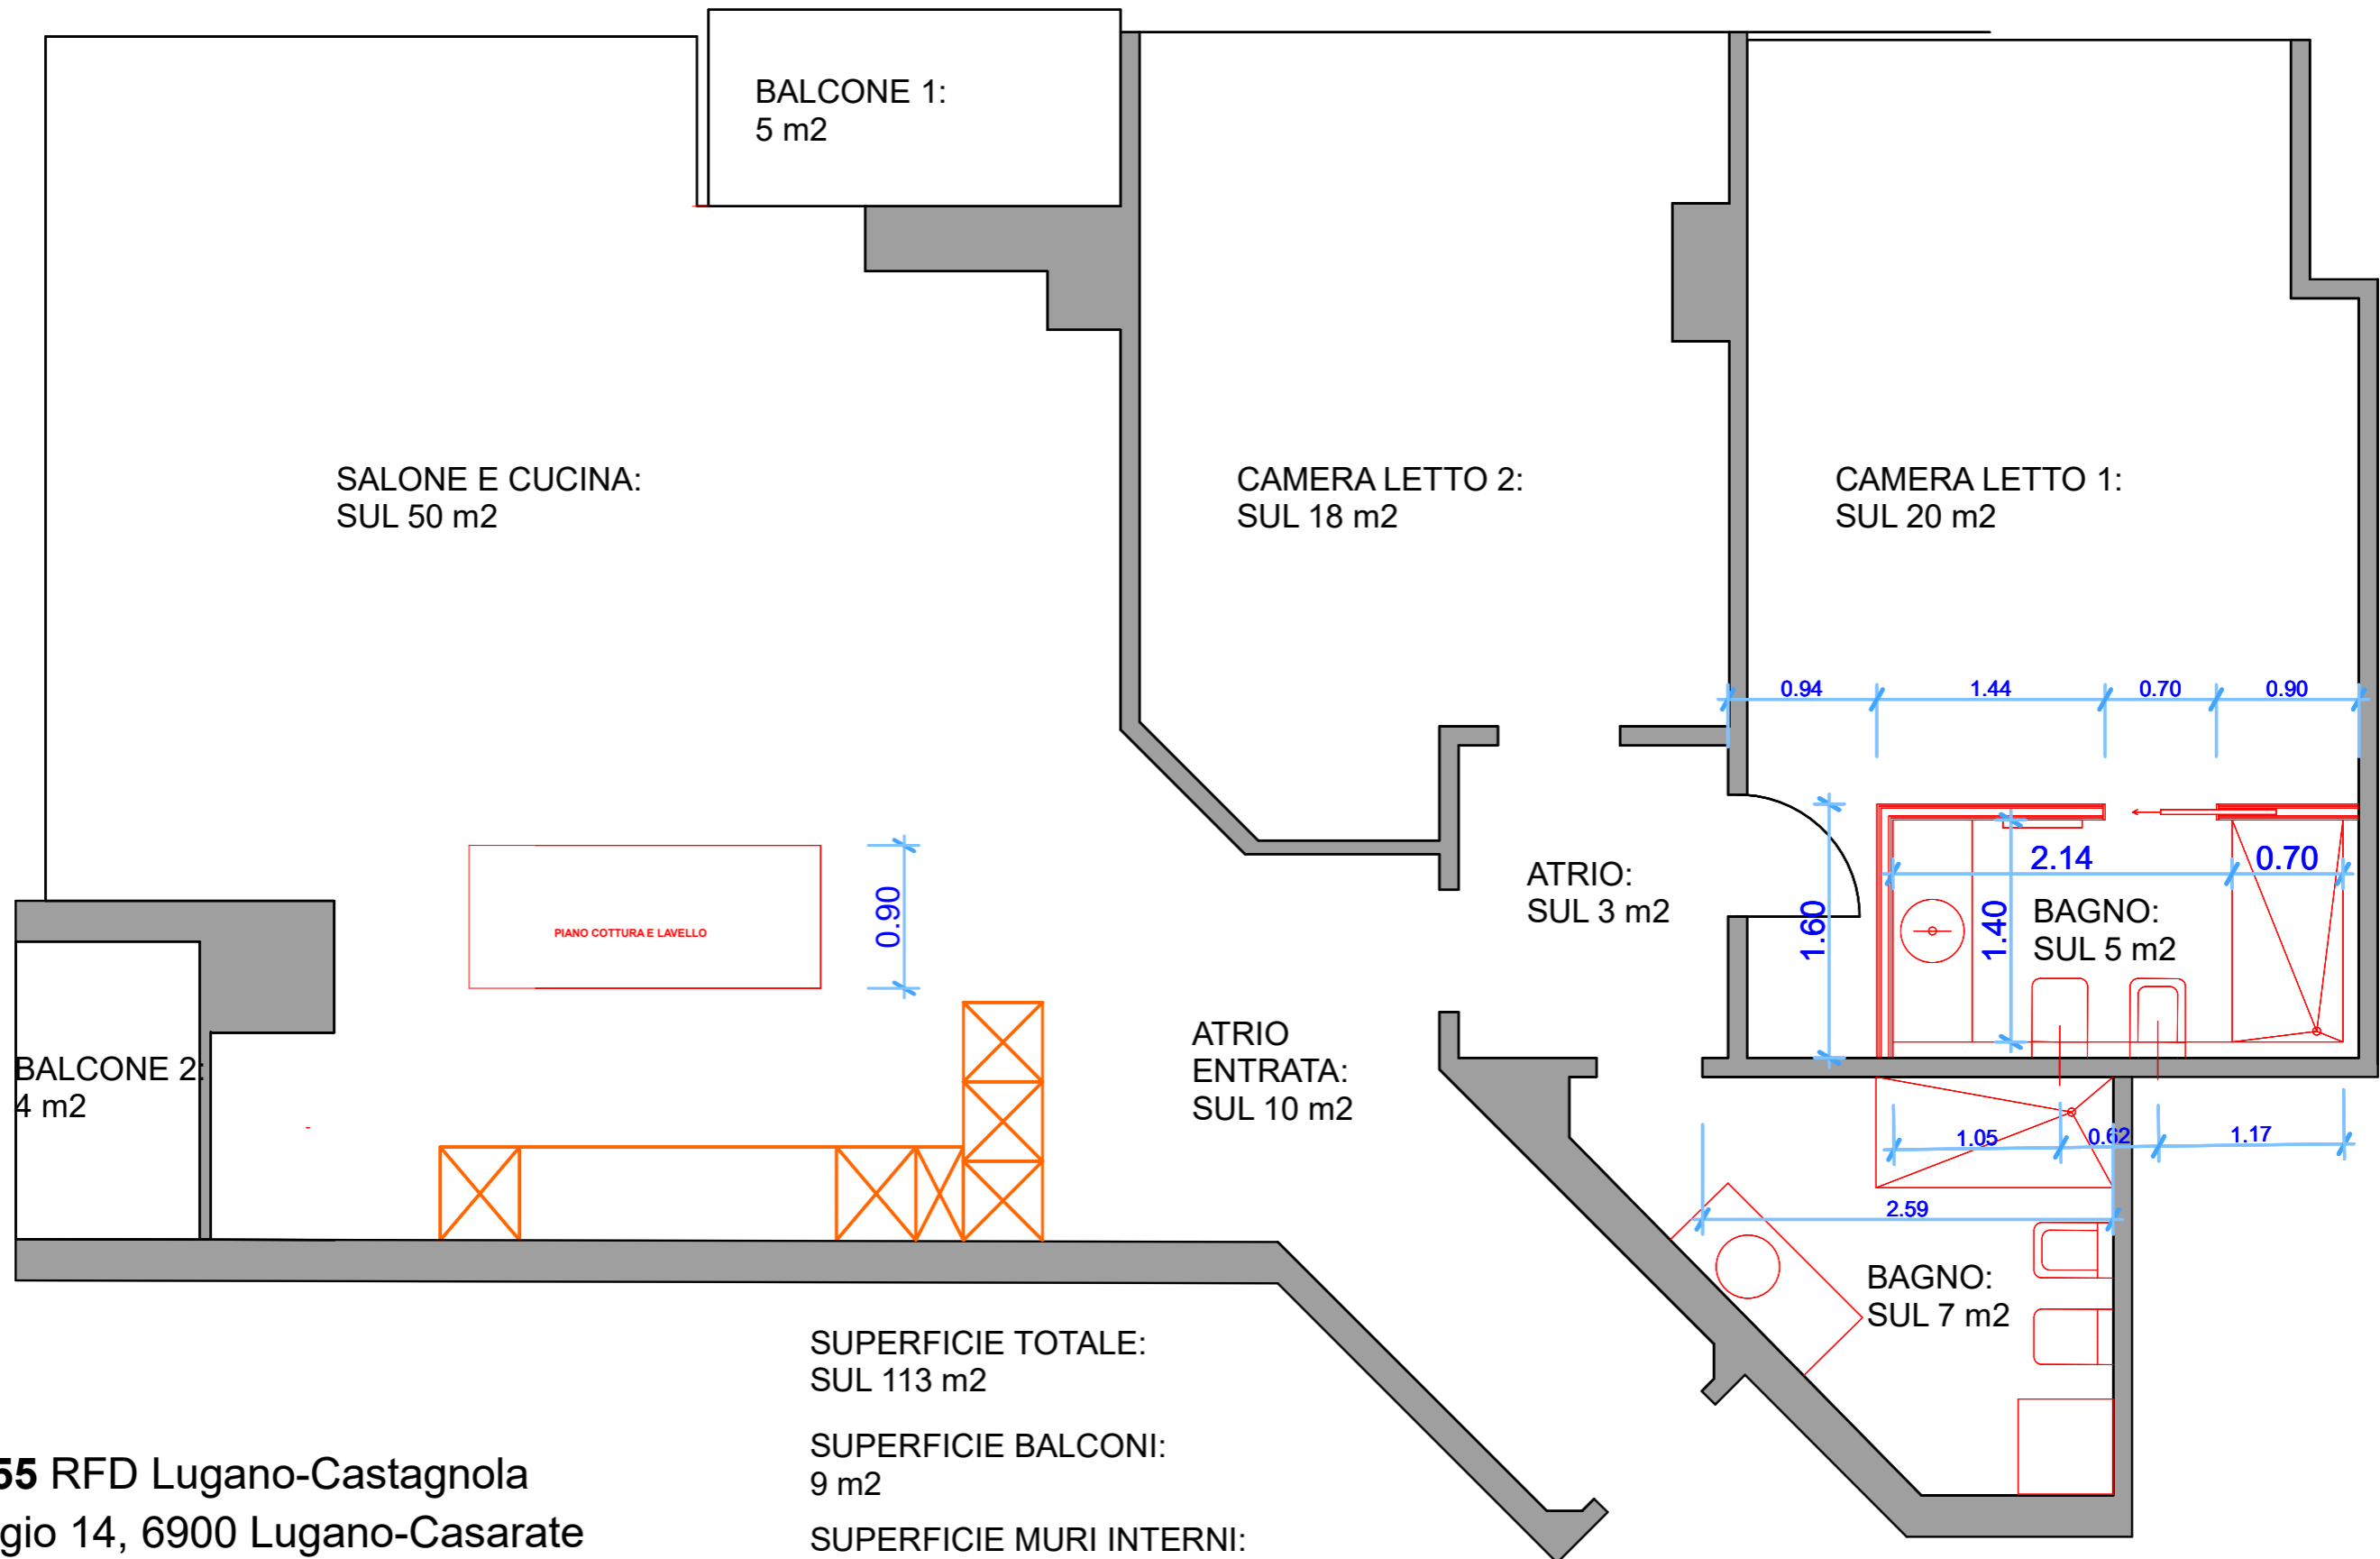 BALCONE 1:
5 m2
SALONE E CUCINA:
SUL 50 m2
CAMERA LETTO 2:
SUL 18 m2
CAMERA LETTO 1:
SUL 20 m2
0.94
1.44
0.70
0.90
ATRIO:
SUL 3 m2
1.60
2.14
0.70
1.40
BAGNO:
SUL 5 m2
PIANO COTTURA E LAVELLO
0.90
BALCONE 2:
4 m2
ATRIO
ENTRATA:
SUL 10 m2
1.05
0.62
1.17
2.59
BAGNO:
SUL 7 m2
SUPERFICIE TOTALE:
SUL 113 m2
SUPERFICIE BALCONI:
9 m2
SUPERFICIE MURI INTERNI:
55 RFD Lugano-Castagnola
gio 14, 6900 Lugano-Casarate